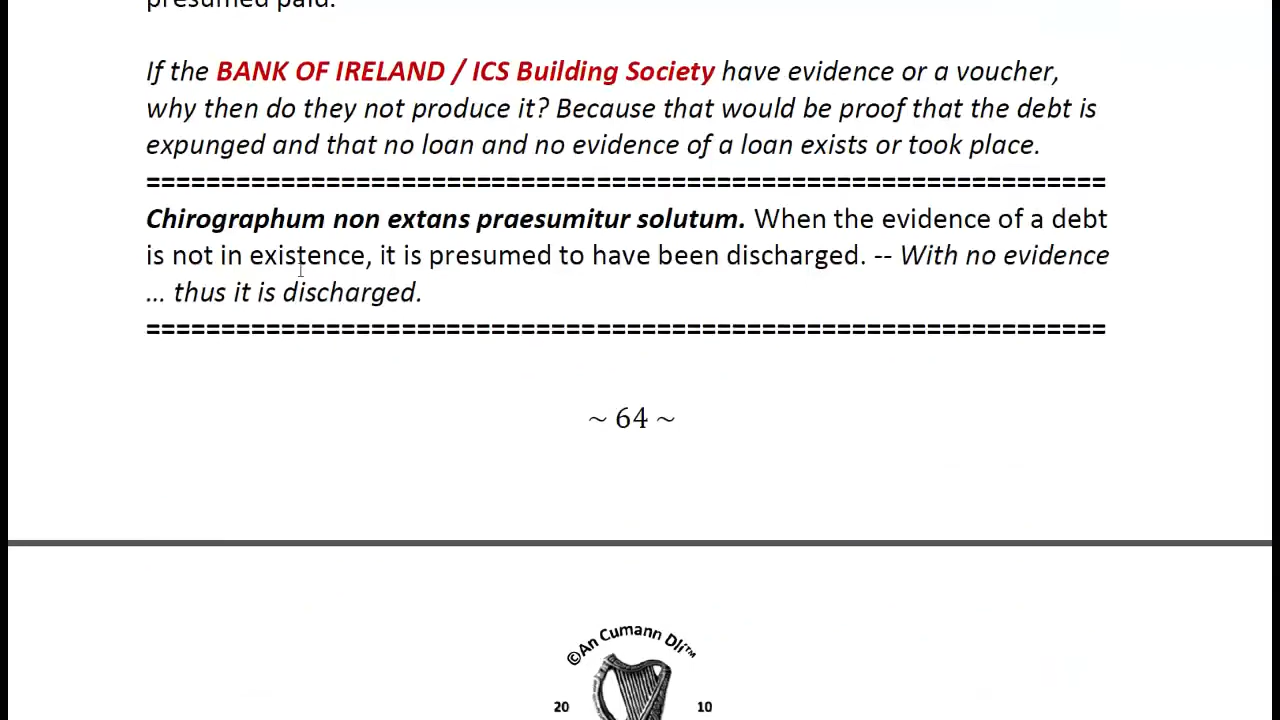 presumed paid.
If the BANK OF IRELAND / ICS Building Society have evidence or a voucher,
why then do they not produce it? Because that would be proof that the debt is
expunged and that no loan and no evidence of a loan exists or took place.
================================================================
Chirographum non extans praesumitur solutum. When the evidence of a debt
is not in existence, it is presumed to have been discharged. -- With no evidence
... thus it is discharged.
================================================================
~ 64 ~
©An Cumann Dlí™
20 10